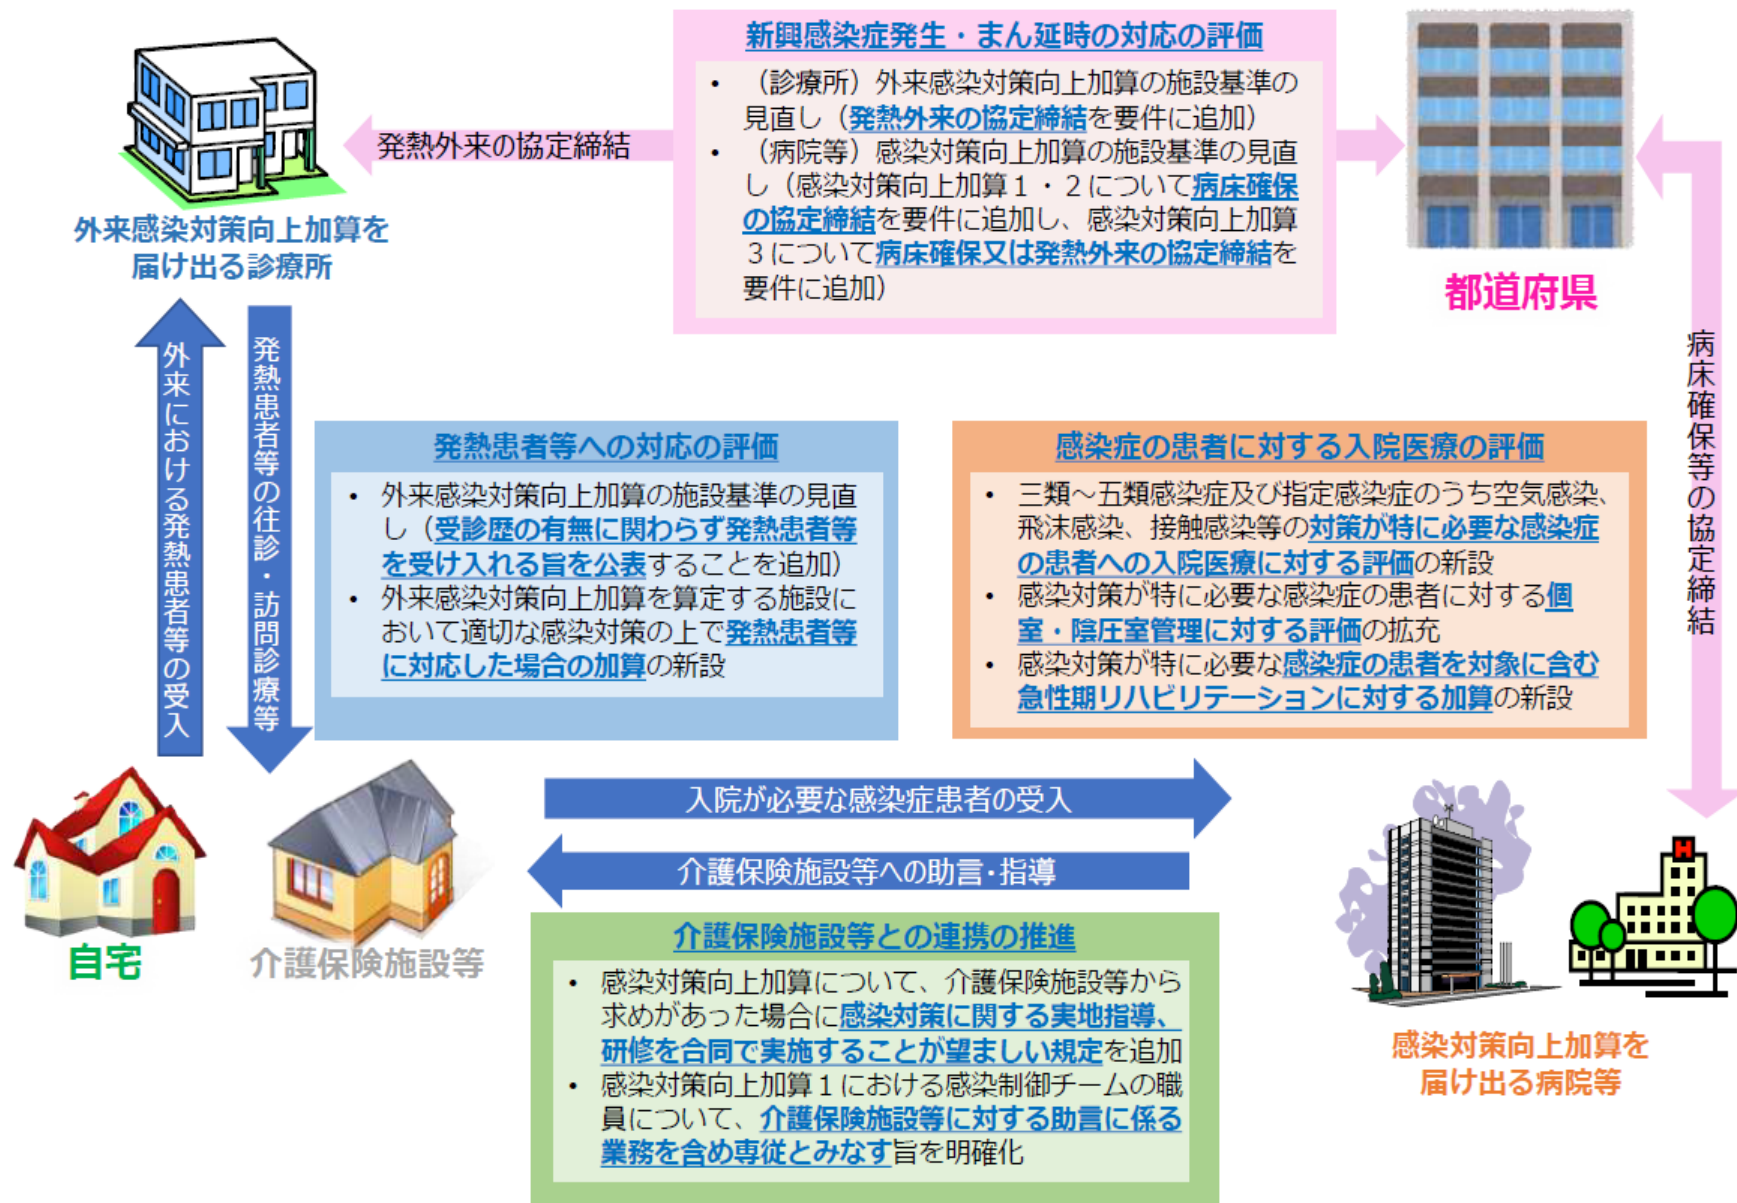 新興感染症発生・まん延時の対応の評価
• （診療所）外来感染対策向上加算の施設基準の
見直し（発熱外来の協定締結を要件に追加）
• （病院等）感染対策向上加算の施設基準の見直
し（感染対策向上加算１・２について病床確保
の協定締結を要件に追加し、感染対策向上加算
３について病床確保又は発熱外来の協定締結を
要件に追加）
発熱外来の協定締結
外来感染対策向上加算を
届け出る診療所
都道府県
病床確保等の協定締結
外来における発熱患者等の受入
発熱患者等の往診・訪問診療等
発熱患者等への対応の評価
• 外来感染対策向上加算の施設基準の見直
し（受診歴の有無に関わらず発熱患者等
を受け入れる旨を公表することを追加）
• 外来感染対策向上加算を算定する施設に
おいて適切な感染対策の上で発熱患者等
に対応した場合の加算の新設
感染症の患者に対する入院医療の評価
• 三類～五類感染症及び指定感染症のうち空気感染、
飛沫感染、接触感染等の対策が特に必要な感染症
の患者への入院医療に対する評価の新設
• 感染対策が特に必要な感染症の患者に対する個
室・陰圧室管理に対する評価の拡充
• 感染対策が特に必要な感染症の患者を対象に含む
急性期リハビリテーションに対する加算の新設
入院が必要な感染症患者の受入
介護保険施設等への助言・指導
自宅
介護保険施設等
H
介護保険施設等との連携の推進
• 感染対策向上加算について、介護保険施設等から
求めがあった場合に感染対策に関する実地指導、
研修を合同で実施することが望ましい規定を追加
• 感染対策向上加算１における感染制御チームの職
員について、介護保険施設等に対する助言に係る
業務を含め専従とみなす旨を明確化
感染対策向上加算を
届け出る病院等